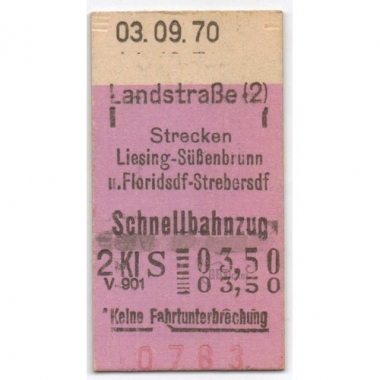 03.09.70
Landstraße (2)
Strecken
Liesing-Süßenbrunn
u.Floridsdf-Strebersdf
Schnellbahnzug
2 Kl S 03,50
V 901 03,50
*Keine Fahrtunterbrechung
0783